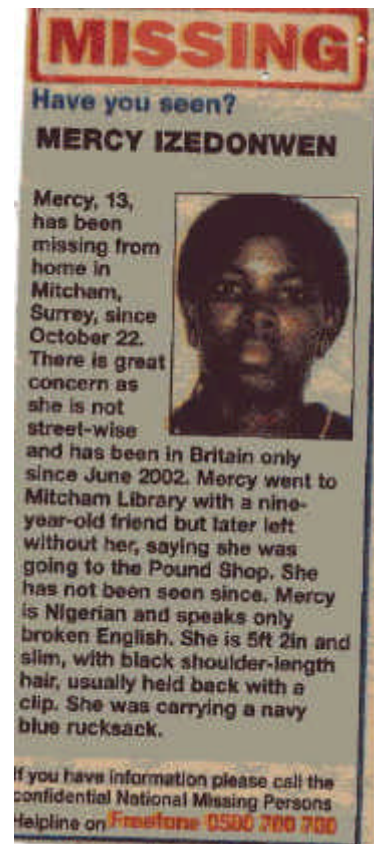 MISSING
Have you seen?
MERCY IZEDONWEN
Mercy, 13,
has been
missing from
home in
Mitcham,
Surrey, since
October 22.
There is great
concern as
she is not
street-wise
and has been in Britain only
since June 2002. Mercy went to
Mitcham Library with a nine-
year-old friend but later left
without her, saying she was
going to the Pound Shop. She
has not been seen since. Mercy
is Nigerian and speaks only
broken English. She is 5ft 2in and
slim, with black shoulder-length
hair, usually held back with a
clip. She was carrying a navy
blue rucksack.
If you have information please call the
confidential National Missing Persons
Helpline on Freefone 0500 700 700